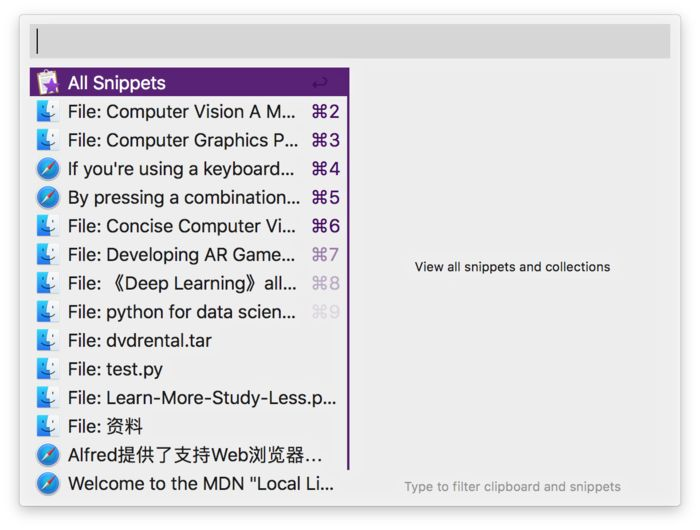 All Snippets ↩
File: Computer Vision A M... ⌘2
File: Computer Graphics P... ⌘3
If you're using a keyboard... ⌘4
By pressing a combination... ⌘5
File: Concise Computer Vi... ⌘6
File: Developing AR Game... ⌘7
File: 《Deep Learning》all... ⌘8
File: python for data scien... ⌘9
File: dvdrental.tar
File: test.py
File: Learn-More-Study-Less.p...
File: 资料
Alfred提供了支持Web浏览器...
Welcome to the MDN "Local Li...
View all snippets and collections
Type to filter clipboard and snippets